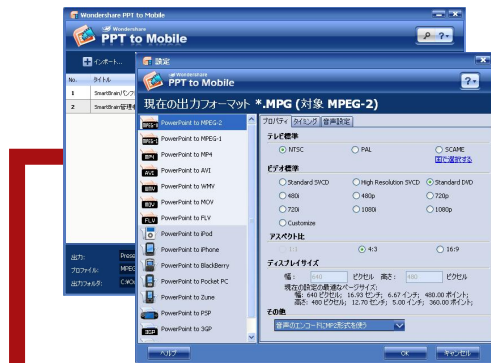 Wondershare PPT to Mobile
Wondershare
PPT to Mobile
インポート...
No. タイトル
1 SmartBrainパンフ
2 SmartBrain管理
出力: Prese
プロファイル: MPEG
出力フォルダ: C:¥D
設定
Wondershare
PPT to Mobile
現在の出力フォーマット *.MPG (対象 MPEG-2)
PowerPoint to MPEG-2
PowerPoint to MPEG-1
PowerPoint to MP4
PowerPoint to AVI
PowerPoint to WMV
PowerPoint to MOV
PowerPoint to FLV
PowerPoint to iPod
PowerPoint to iPhone
PowerPoint to BlackBerry
PowerPoint to Pocket PC
PowerPoint to Zune
PowerPoint to PSP
PowerPoint to 3GP
プロパティ タイミング 音声設定
テレビ標準
NTSC PAL SCAME
国に選択する
ビデオ標準
Standard SVCD High Resolution SVCD Standard DVD
480i 480p 720p
720i 1080i 1080p
Customize
アスペクト比
1:1 4:3 16:9
ディスプレイサイズ
幅: 640 ピクセル 高さ: 480 ピクセル
現在の設定の最適なページサイズ:
幅: 640 ピクセル; 16.93 センチ; 6.67 インチ; 480.00 ポイント;
高さ: 480 ピクセル; 12.70 センチ; 5.00 インチ; 360.00 ポイント;
その他
音声のエンコードにMP2形式を使う
ヘルプ OK キャンセル